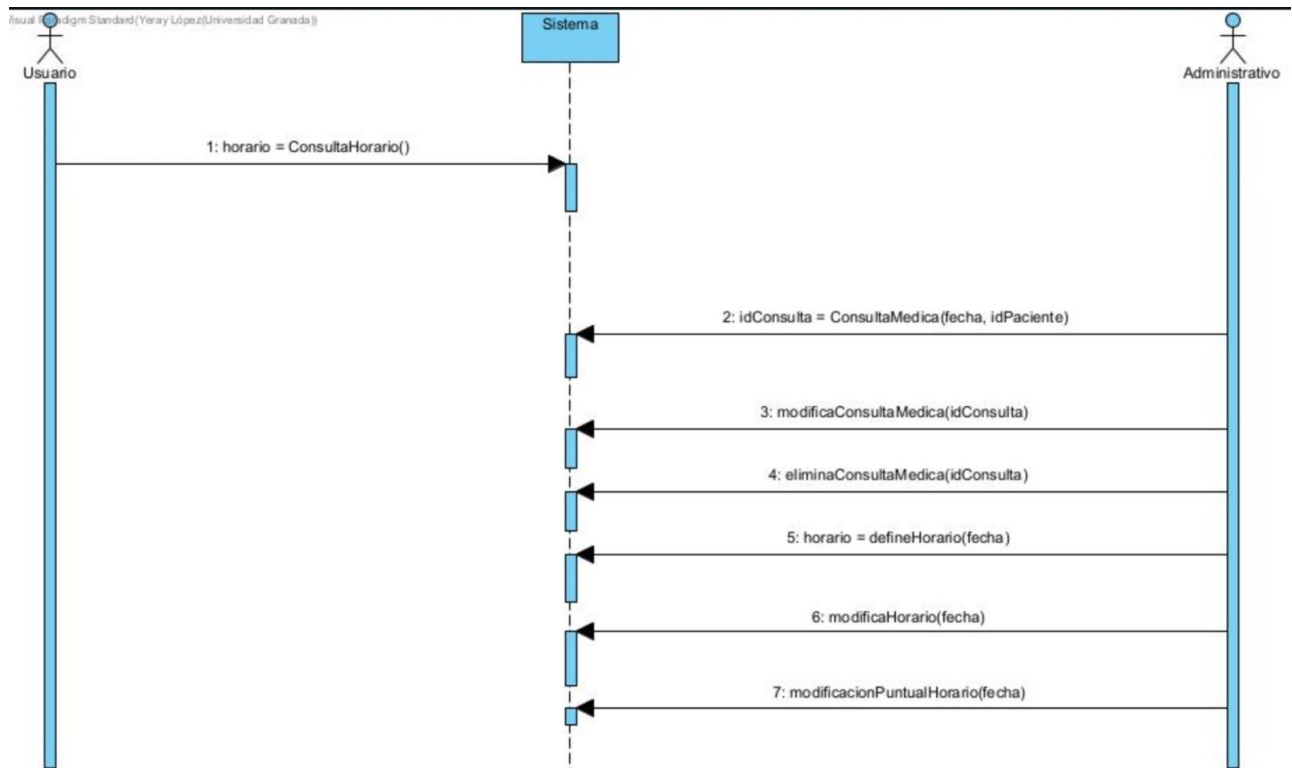 Visual Paradigm Standard(Yeray López(Universidad Granada))
Usuario
Sistema
Administrativo
1: horario = ConsultaHorario()
2: idConsulta = ConsultaMedica(fecha, idPaciente)
3: modificaConsultaMedica(idConsulta)
4: eliminaConsultaMedica(idConsulta)
5: horario = defineHorario(fecha)
6: modificaHorario(fecha)
7: modificacionPuntualHorario(fecha)